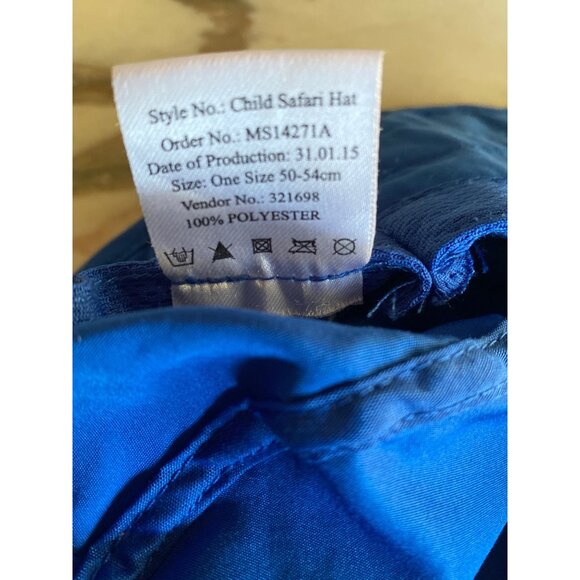 Style No.: Child Safari Hat
Order No.: MS14271A
Date of Production: 31.01.15
Size: One Size 50-54cm
Vendor No.: 321698
100% POLYESTER